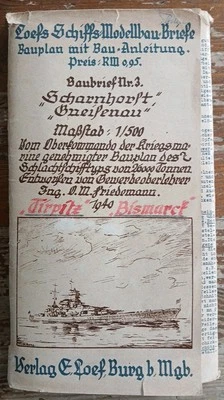 Loefs Schiffs-Modellbau-Briefe
Bauplan mit Bau-Anleitung.
Preis: RM 0,95.
Baubrief Nr. 3.
„Scharnhorst"
„Gneisenau"
Maßstab: 1/500
Vom Oberkommando der Kriegsma-
rine genehmigter Bauplan des
Schlachtschifftyps von 26000 Tonnen
Entworfen von Gewerbeoberlehrer
Ing. O. M. Friedemann.
1940
"Tirpitz" "Bismarck"
Verlag E. Loef, Burg b. Mgb.